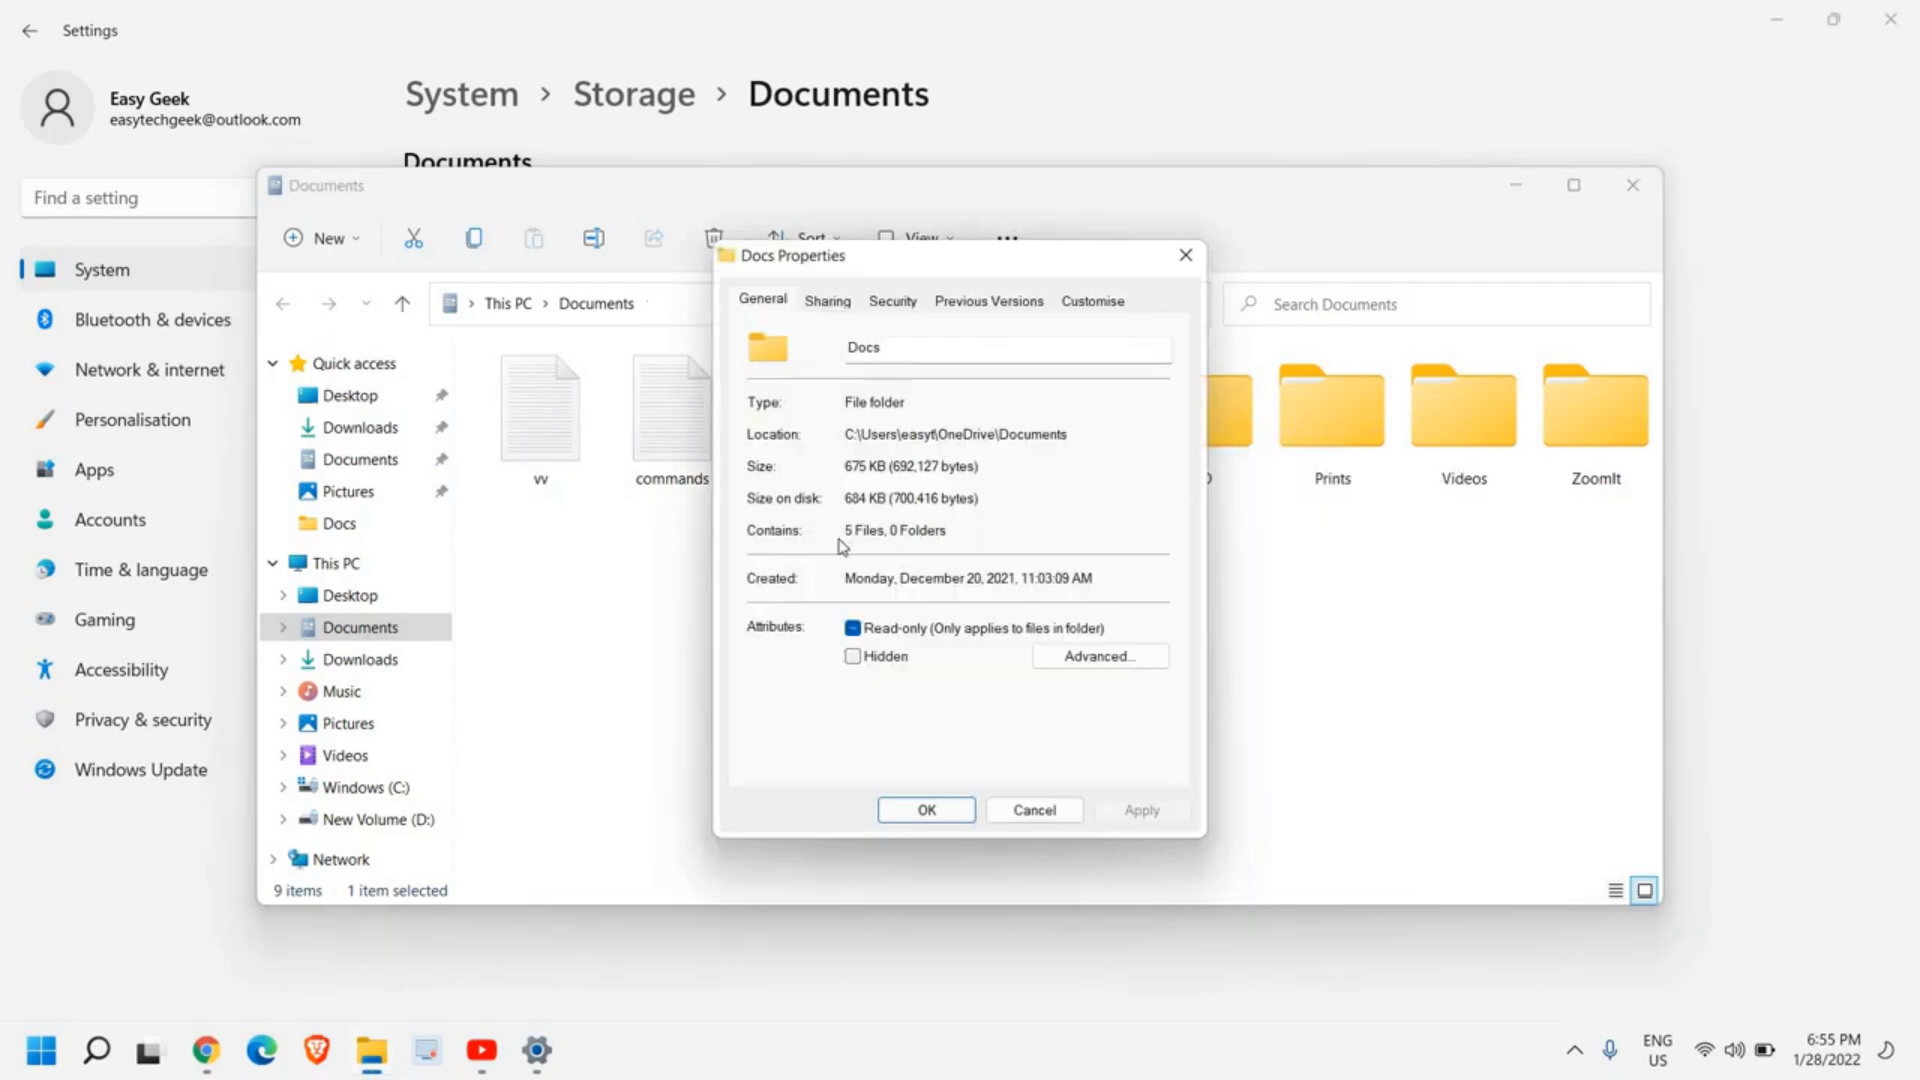 Settings
Easy Geek
easytechgeek@outlook.com
System > Storage > Documents
Documents
Find a setting
System
Bluetooth & devices
Network & internet
Personalisation
Apps
Accounts
Time & language
Gaming
Accessibility
Privacy & security
Windows Update
Documents
New
Sort
View
This PC > Documents
Search Documents
Quick access
Desktop
Downloads
Documents
Pictures
Docs
This PC
Desktop
Documents
Downloads
Music
Pictures
Videos
Windows (C:)
New Volume (D:)
Network
9 items 1 item selected
vv
commands
Prints
Videos
ZoomIt
Docs Properties
General Sharing Security Previous Versions Customise
Docs
Type: File folder
Location: C:\Users\easyt\OneDrive\Documents
Size: 675 KB (692,127 bytes)
Size on disk: 684 KB (700,416 bytes)
Contains: 5 Files, 0 Folders
Created: Monday, December 20, 2021, 11:03:09 AM
Attributes: Read-only (Only applies to files in folder)
Hidden Advanced...
OK Cancel Apply
ENG
US
6:55 PM
1/28/2022